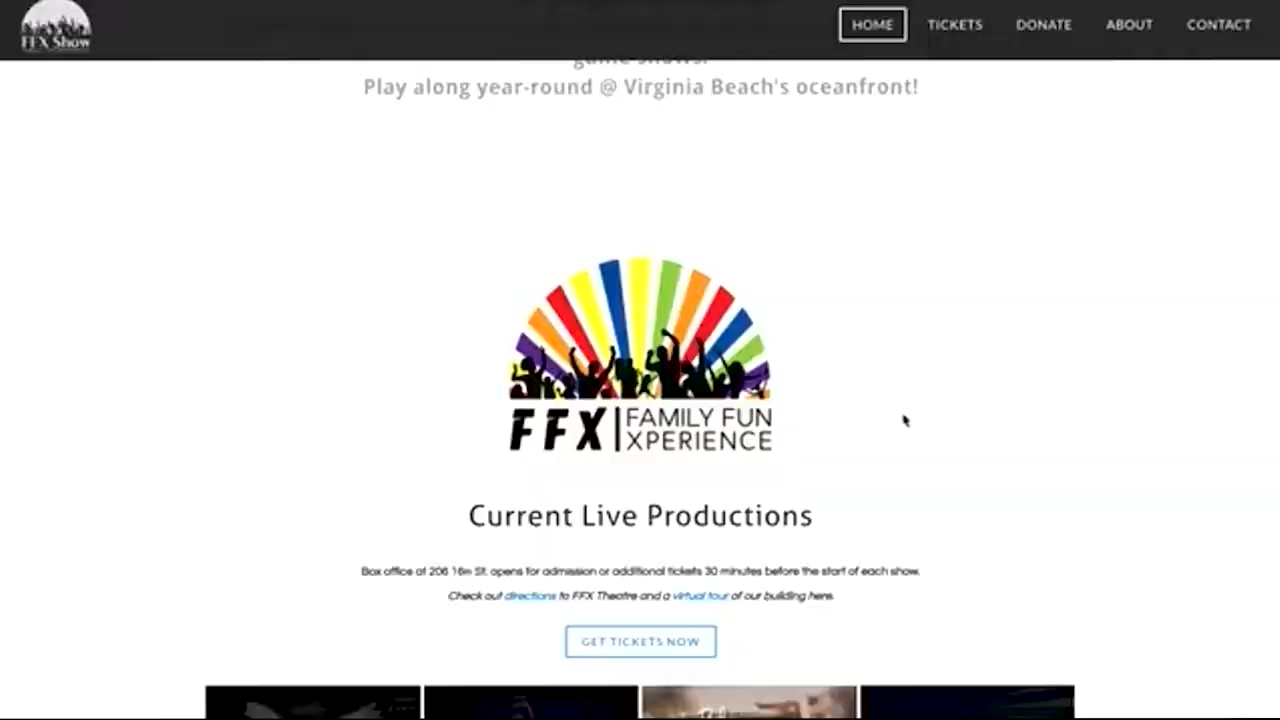 FFX Show
HOME TICKETS DONATE ABOUT CONTACT
game shows.
Play along year-round @ Virginia Beach's oceanfront!
FFX FAMILY FUN
XPERIENCE
Current Live Productions
Box office at 206 16th St. opens for admission or additional tickets 30 minutes before the start of each show.
Check out directions to FFX Theatre and a virtual tour of our building here.
GET TICKETS NOW